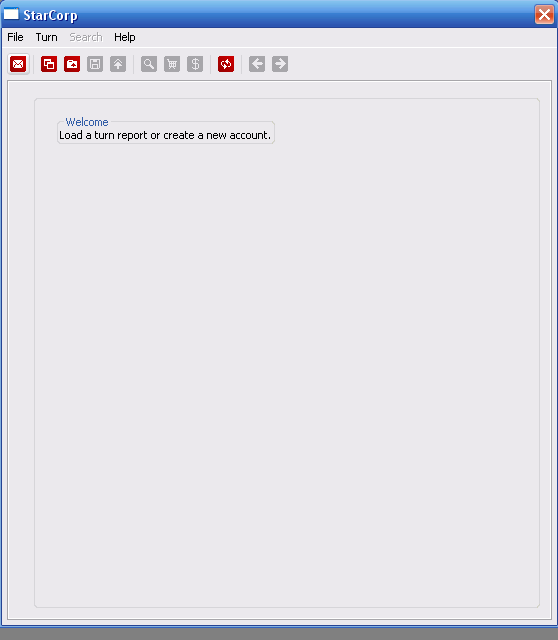 StarCorp
File Turn Search Help
Welcome
Load a turn report or create a new account.